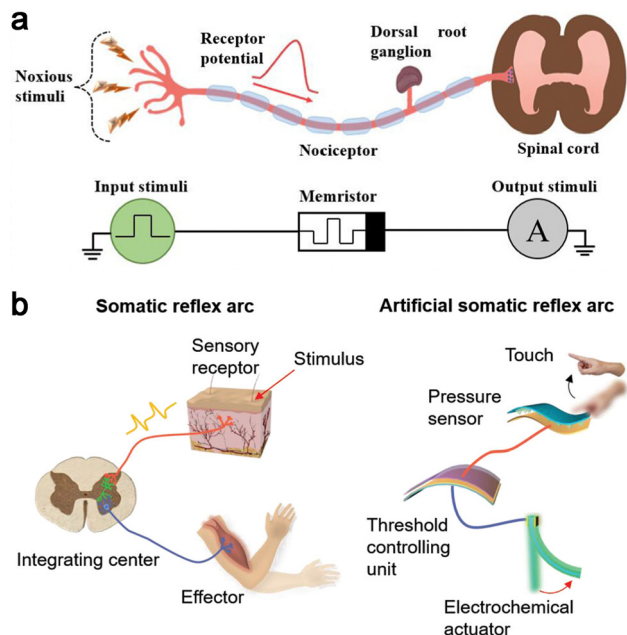 a
Noxious
stimuli
Receptor
potential
Dorsal root
ganglion
Nociceptor
Spinal cord
Input stimuli
Memristor
Output stimuli
A
b
Somatic reflex arc
Artificial somatic reflex arc
Sensory
receptor
Stimulus
Integrating center
Effector
Touch
Pressure
sensor
Threshold
controlling
unit
Electrochemical
actuator